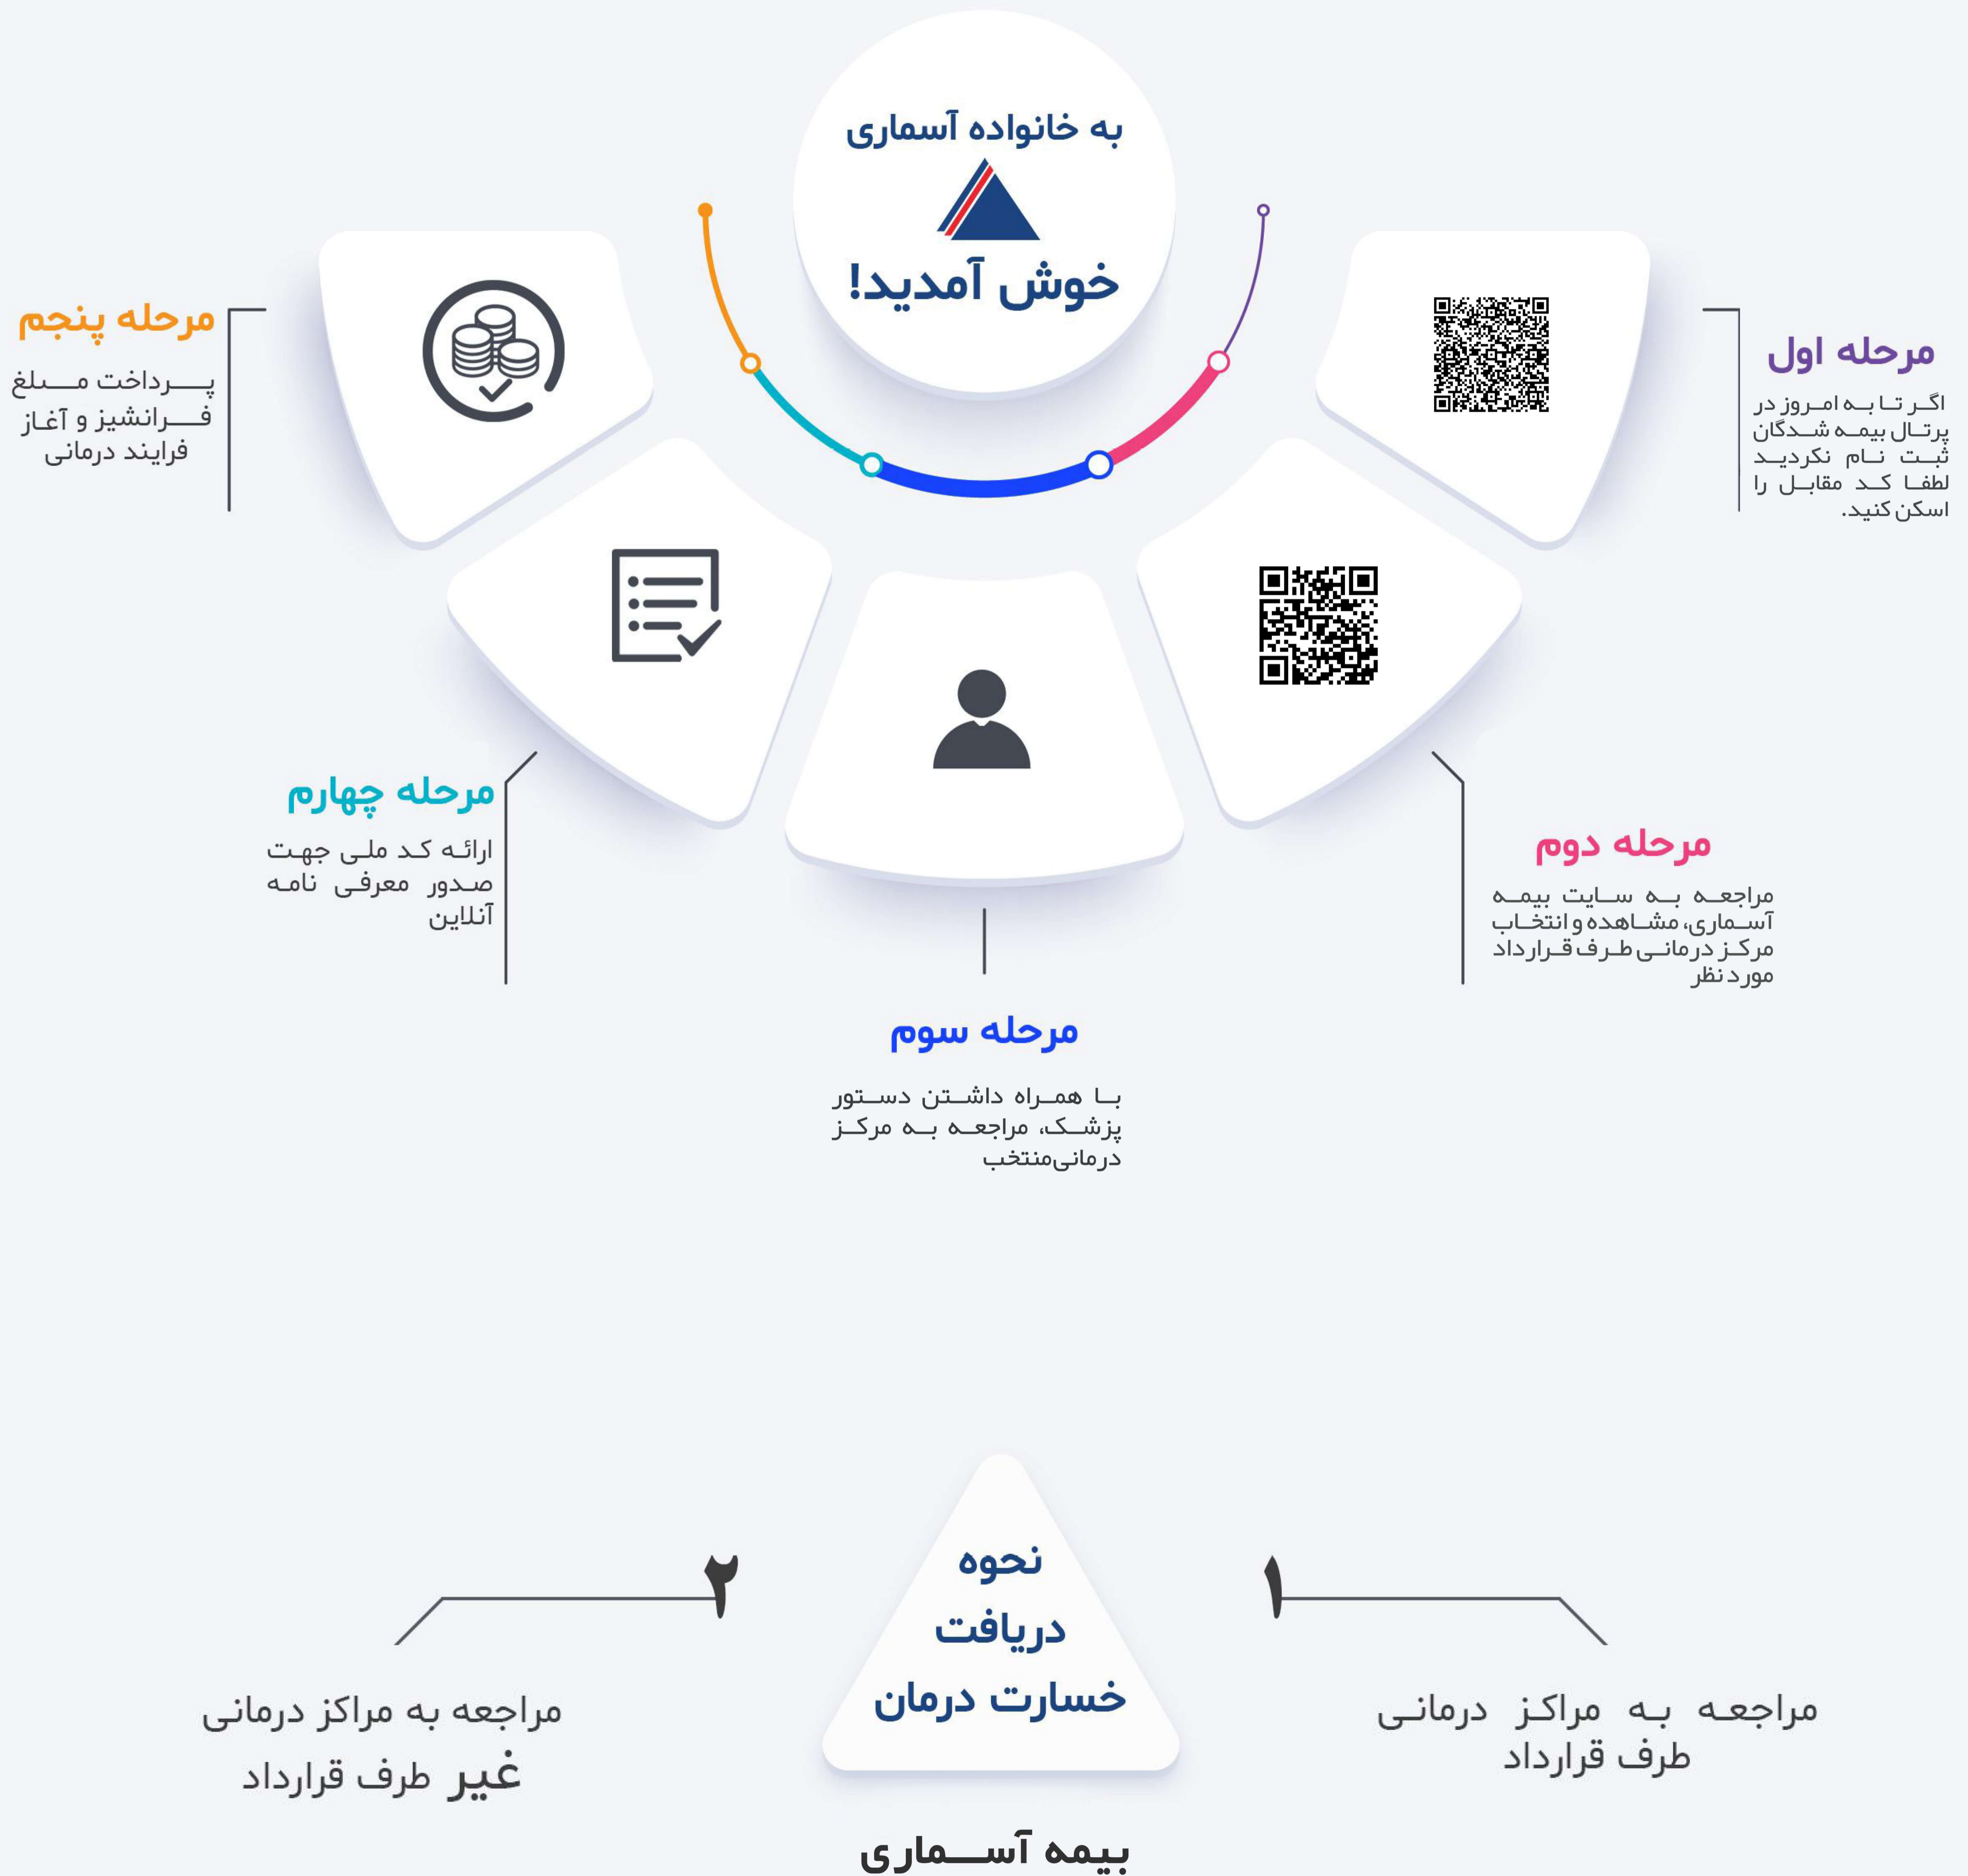 به خانواده آسماری
خوش آمدید!
مرحله اول
اگر تا به امروز در
پرتال بیمه شدگان
ثبت نام نکردید
لطفا کد مقابل را
اسکن کنید.
مرحله دوم
مراجعه به سایت بیمه
آسماری، مشاهده و انتخاب
مرکز درمانی طرف قرارداد
مورد نظر
مرحله سوم
با همراه داشتن دستور
پزشک، مراجعه به مرکز
درمانی منتخب
مرحله چهارم
ارائه کد ملی جهت
صدور معرفی نامه
آنلاین
مرحله پنجم
پرداخت مبلغ
فرانشیز و آغاز
فرایند درمانی
نحوه
دریافت
خسارت درمان
۱
مراجعه به مراکز درمانی
طرف قرارداد
۲
مراجعه به مراکز درمانی
غیر طرف قرارداد
بیمه آسماری